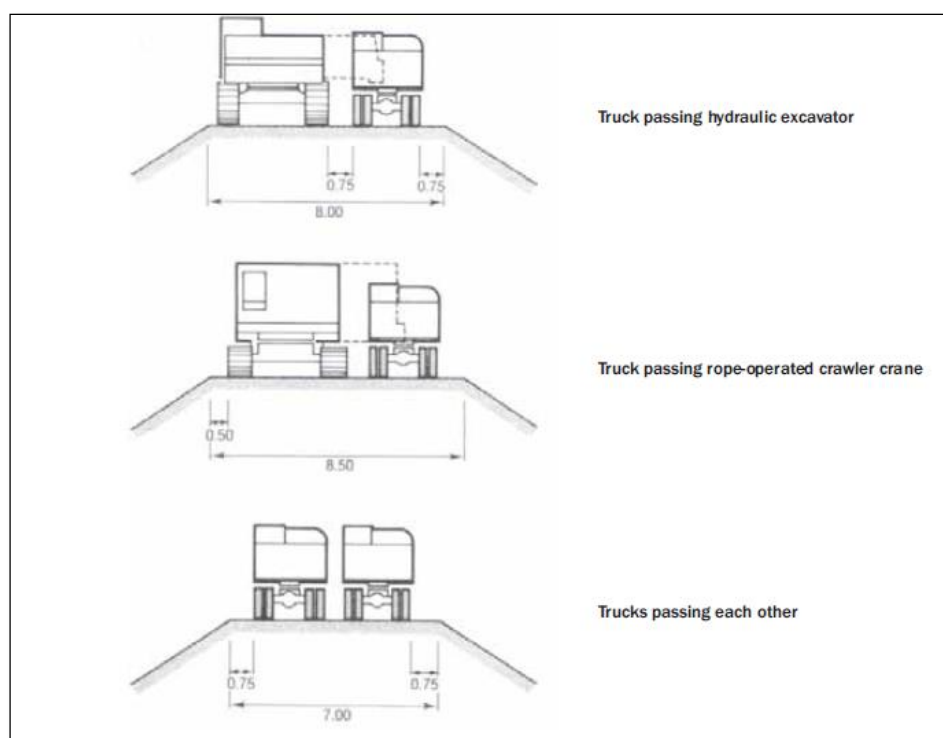 Truck passing hydraulic excavator
0.75 0.75
8.00
Truck passing rope-operated crawler crane
0.50
8.50
Trucks passing each other
0.75 0.75
7.00